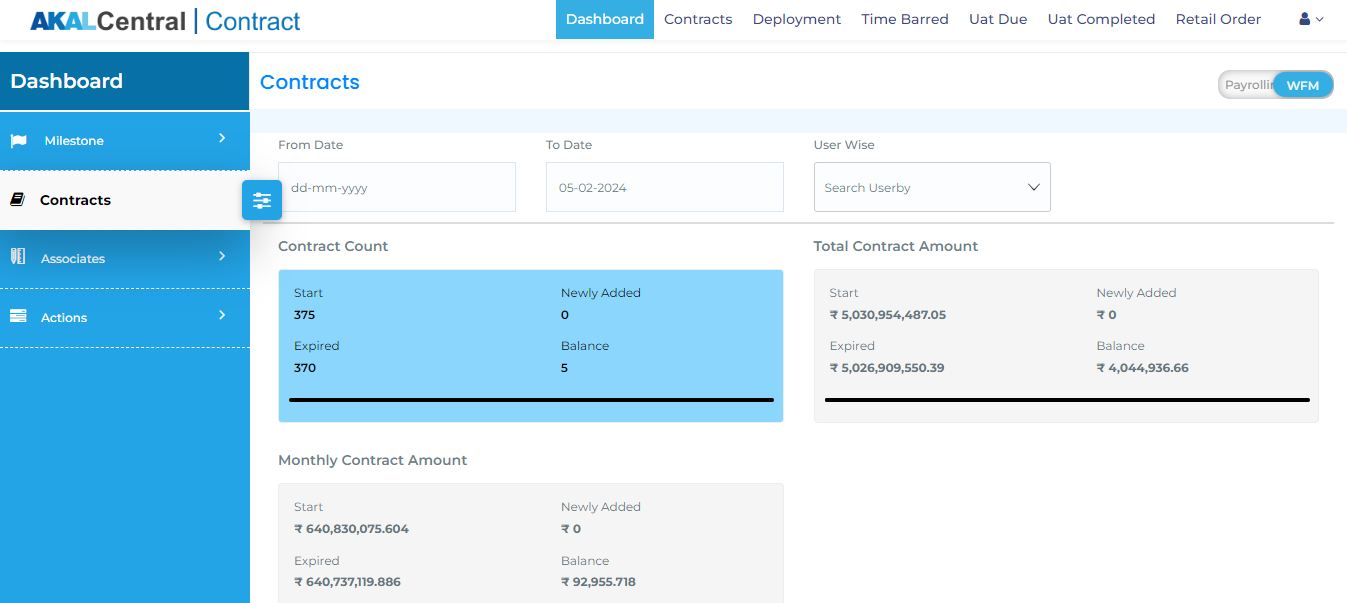 AKALCentral | Contract
Dashboard Contracts Deployment Time Barred Uat Due Uat Completed Retail Order
Dashboard
Milestone
Contracts
Associates
Actions
Contracts
WFM
From Date To Date User Wise
dd-mm-yyyy 05-02-2024 Search Userby
Contract Count
Start Newly Added
375 0
Expired Balance
370 5
Total Contract Amount
Start Newly Added
₹ 5,030,954,487.05 ₹ 0
Expired Balance
₹ 5,026,909,550.39 ₹ 4,044,936.66
Monthly Contract Amount
Start Newly Added
₹ 640,830,075.604 ₹ 0
Expired Balance
₹ 640,737,119.886 ₹ 92,955.718